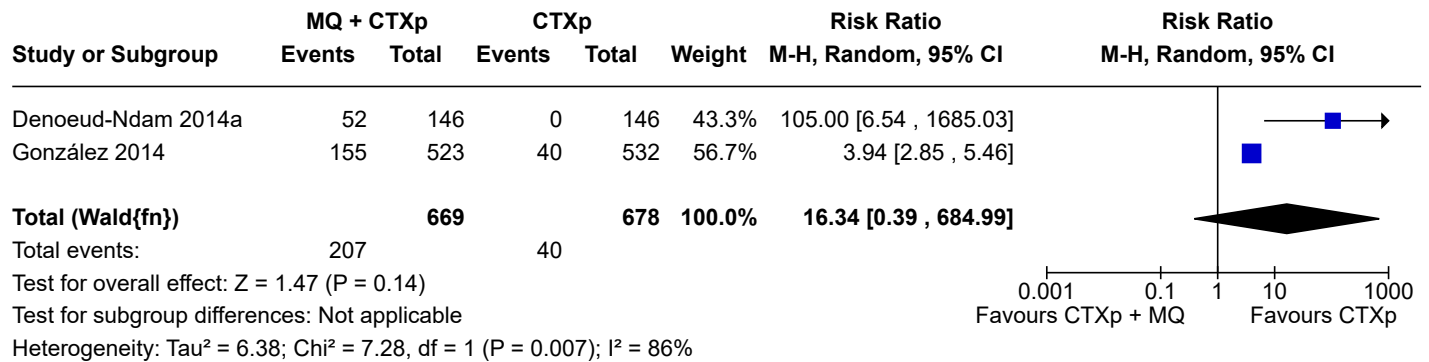 MQ + CTXp CTXp Risk Ratio Risk Ratio
Study or Subgroup Events Total Events Total Weight M-H, Random, 95% CI M-H, Random, 95% CI
Denoeud-Ndam 2014a 52 146 0 146 43.3% 105.00 [6.54 , 1685.03]
González 2014 155 523 40 532 56.7% 3.94 [2.85 , 5.46]
Total (Wald{fn}) 669 678 100.0% 16.34 [0.39 , 684.99]
Total events: 207 40
Test for overall effect: Z = 1.47 (P = 0.14)
0.001 0.1 1 10 1000
Test for subgroup differences: Not applicable
Favours CTXp + MQ Favours CTXp
Heterogeneity: Tau² = 6.38; Chi² = 7.28, df = 1 (P = 0.007); I² = 86%